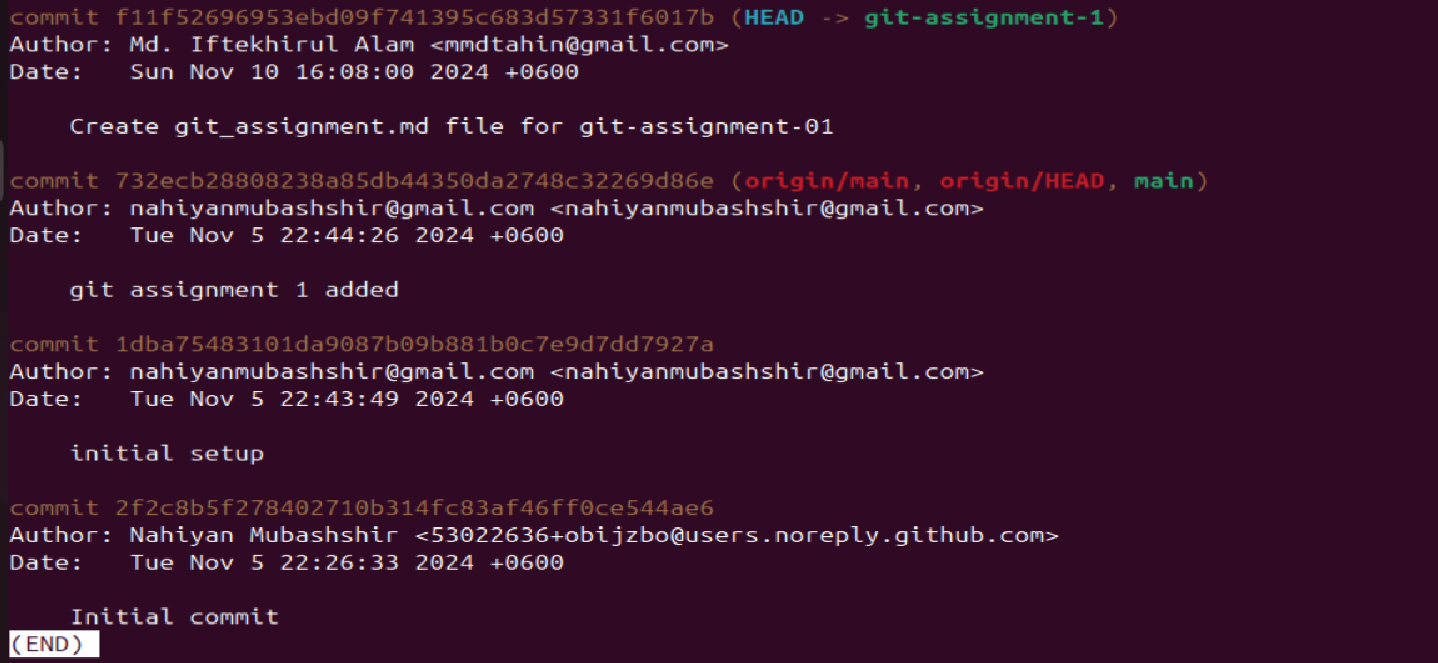 commit f11f52696953ebd09f741395c683d57331f6017b (HEAD -> git-assignment-1)
Author: Md. Iftekhirul Alam <mmdtahin@gmail.com>
Date:   Sun Nov 10 16:08:00 2024 +0600
Create git_assignment.md file for git-assignment-01
commit 732ecb28808238a85db44350da2748c32269d86e (origin/main, origin/HEAD, main)
Author: nahiyanmubashshir@gmail.com <nahiyanmubashshir@gmail.com>
Date:   Tue Nov 5 22:44:26 2024 +0600
git assignment 1 added
commit 1dba75483101da9087b09b881b0c7e9d7dd7927a
Author: nahiyanmubashshir@gmail.com <nahiyanmubashshir@gmail.com>
Date:   Tue Nov 5 22:43:49 2024 +0600
initial setup
commit 2f2c8b5f278402710b314fc83af46ff0ce544ae6
Author: Nahiyan Mubashshir <53022636+obijzbo@users.noreply.github.com>
Date:   Tue Nov 5 22:26:33 2024 +0600
Initial commit
(END)